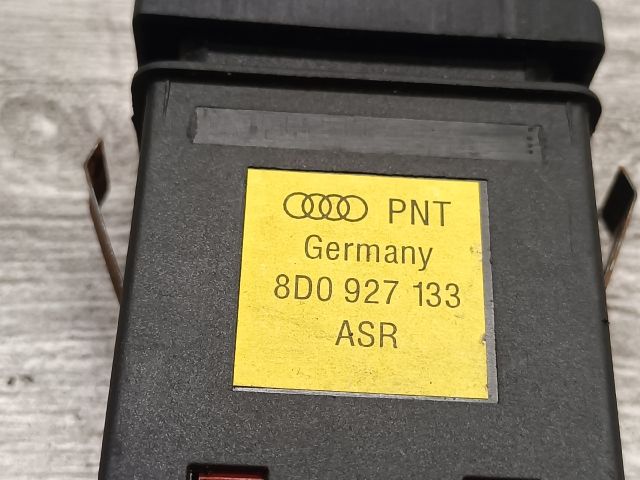 PNT
Germany
8D0 927 133
ASR